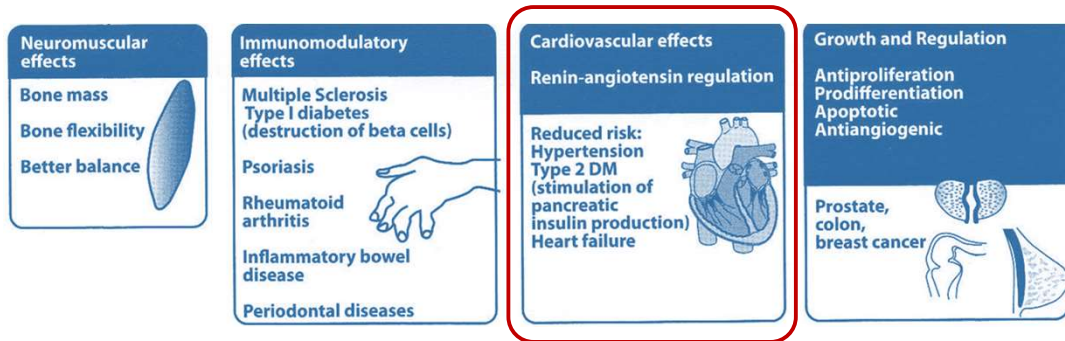 Neuromuscular
effects
Bone mass
Bone flexibility
Better balance
Immunomodulatory
effects
Multiple Sclerosis
Type I diabetes
(destruction of beta cells)
Psoriasis
Rheumatoid
arthritis
Inflammatory bowel
disease
Periodontal diseases
Cardiovascular effects
Renin-angiotensin regulation
Reduced risk:
Hypertension
Type 2 DM
(stimulation of
pancreatic
insulin production)
Heart failure
Growth and Regulation
Antiproliferation
Prodifferentiation
Apoptotic
Antiangiogenic
Prostate,
colon,
breast cancer